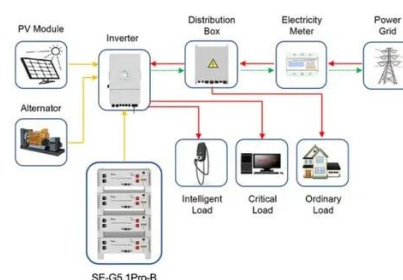 PV Module
Inverter
Distribution
Box
Electricity
Meter
Power
Grid
Alternator
Intelligent
Load
Critical
Load
Ordinary
Load
SE-G5.1Pro-B